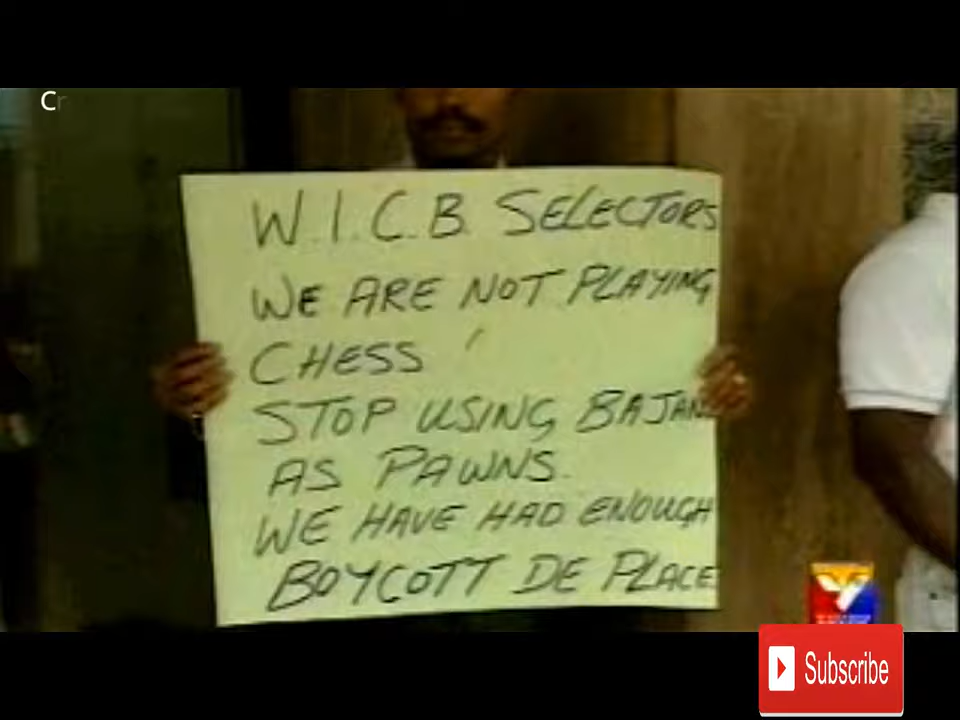 Cr
W.I.C.B. SELECTORS
WE ARE NOT PLAYING
CHESS
STOP USING BAJAN
AS PAWNS.
WE HAVE HAD ENOUGH
BOYCOTT DE PLACE
Subscribe